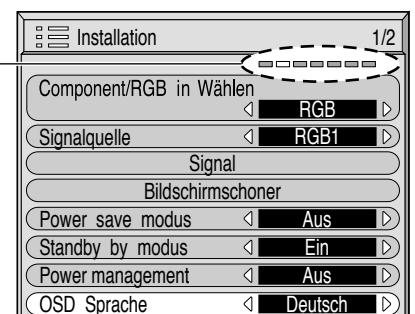 Installation 1/2
Component/RGB in Wählen
RGB
Signalquelle RGB1
Signal
Bildschirmschoner
Power save modus Aus
Standby by modus Ein
Power management Aus
OSD Sprache Deutsch